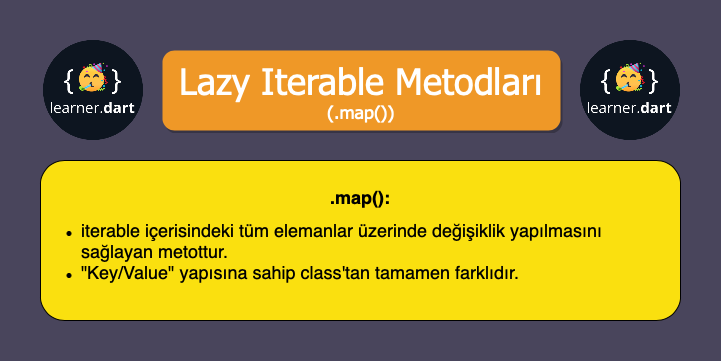 {🥳}
learner.dart
Lazy Iterable Metodları
(.map())
{🥳}
learner.dart
.map():
• iterable içerisindeki tüm elemanlar üzerinde değişiklik yapılmasını
sağlayan metottur.
• "Key/Value" yapısına sahip class'tan tamamen farklıdır.